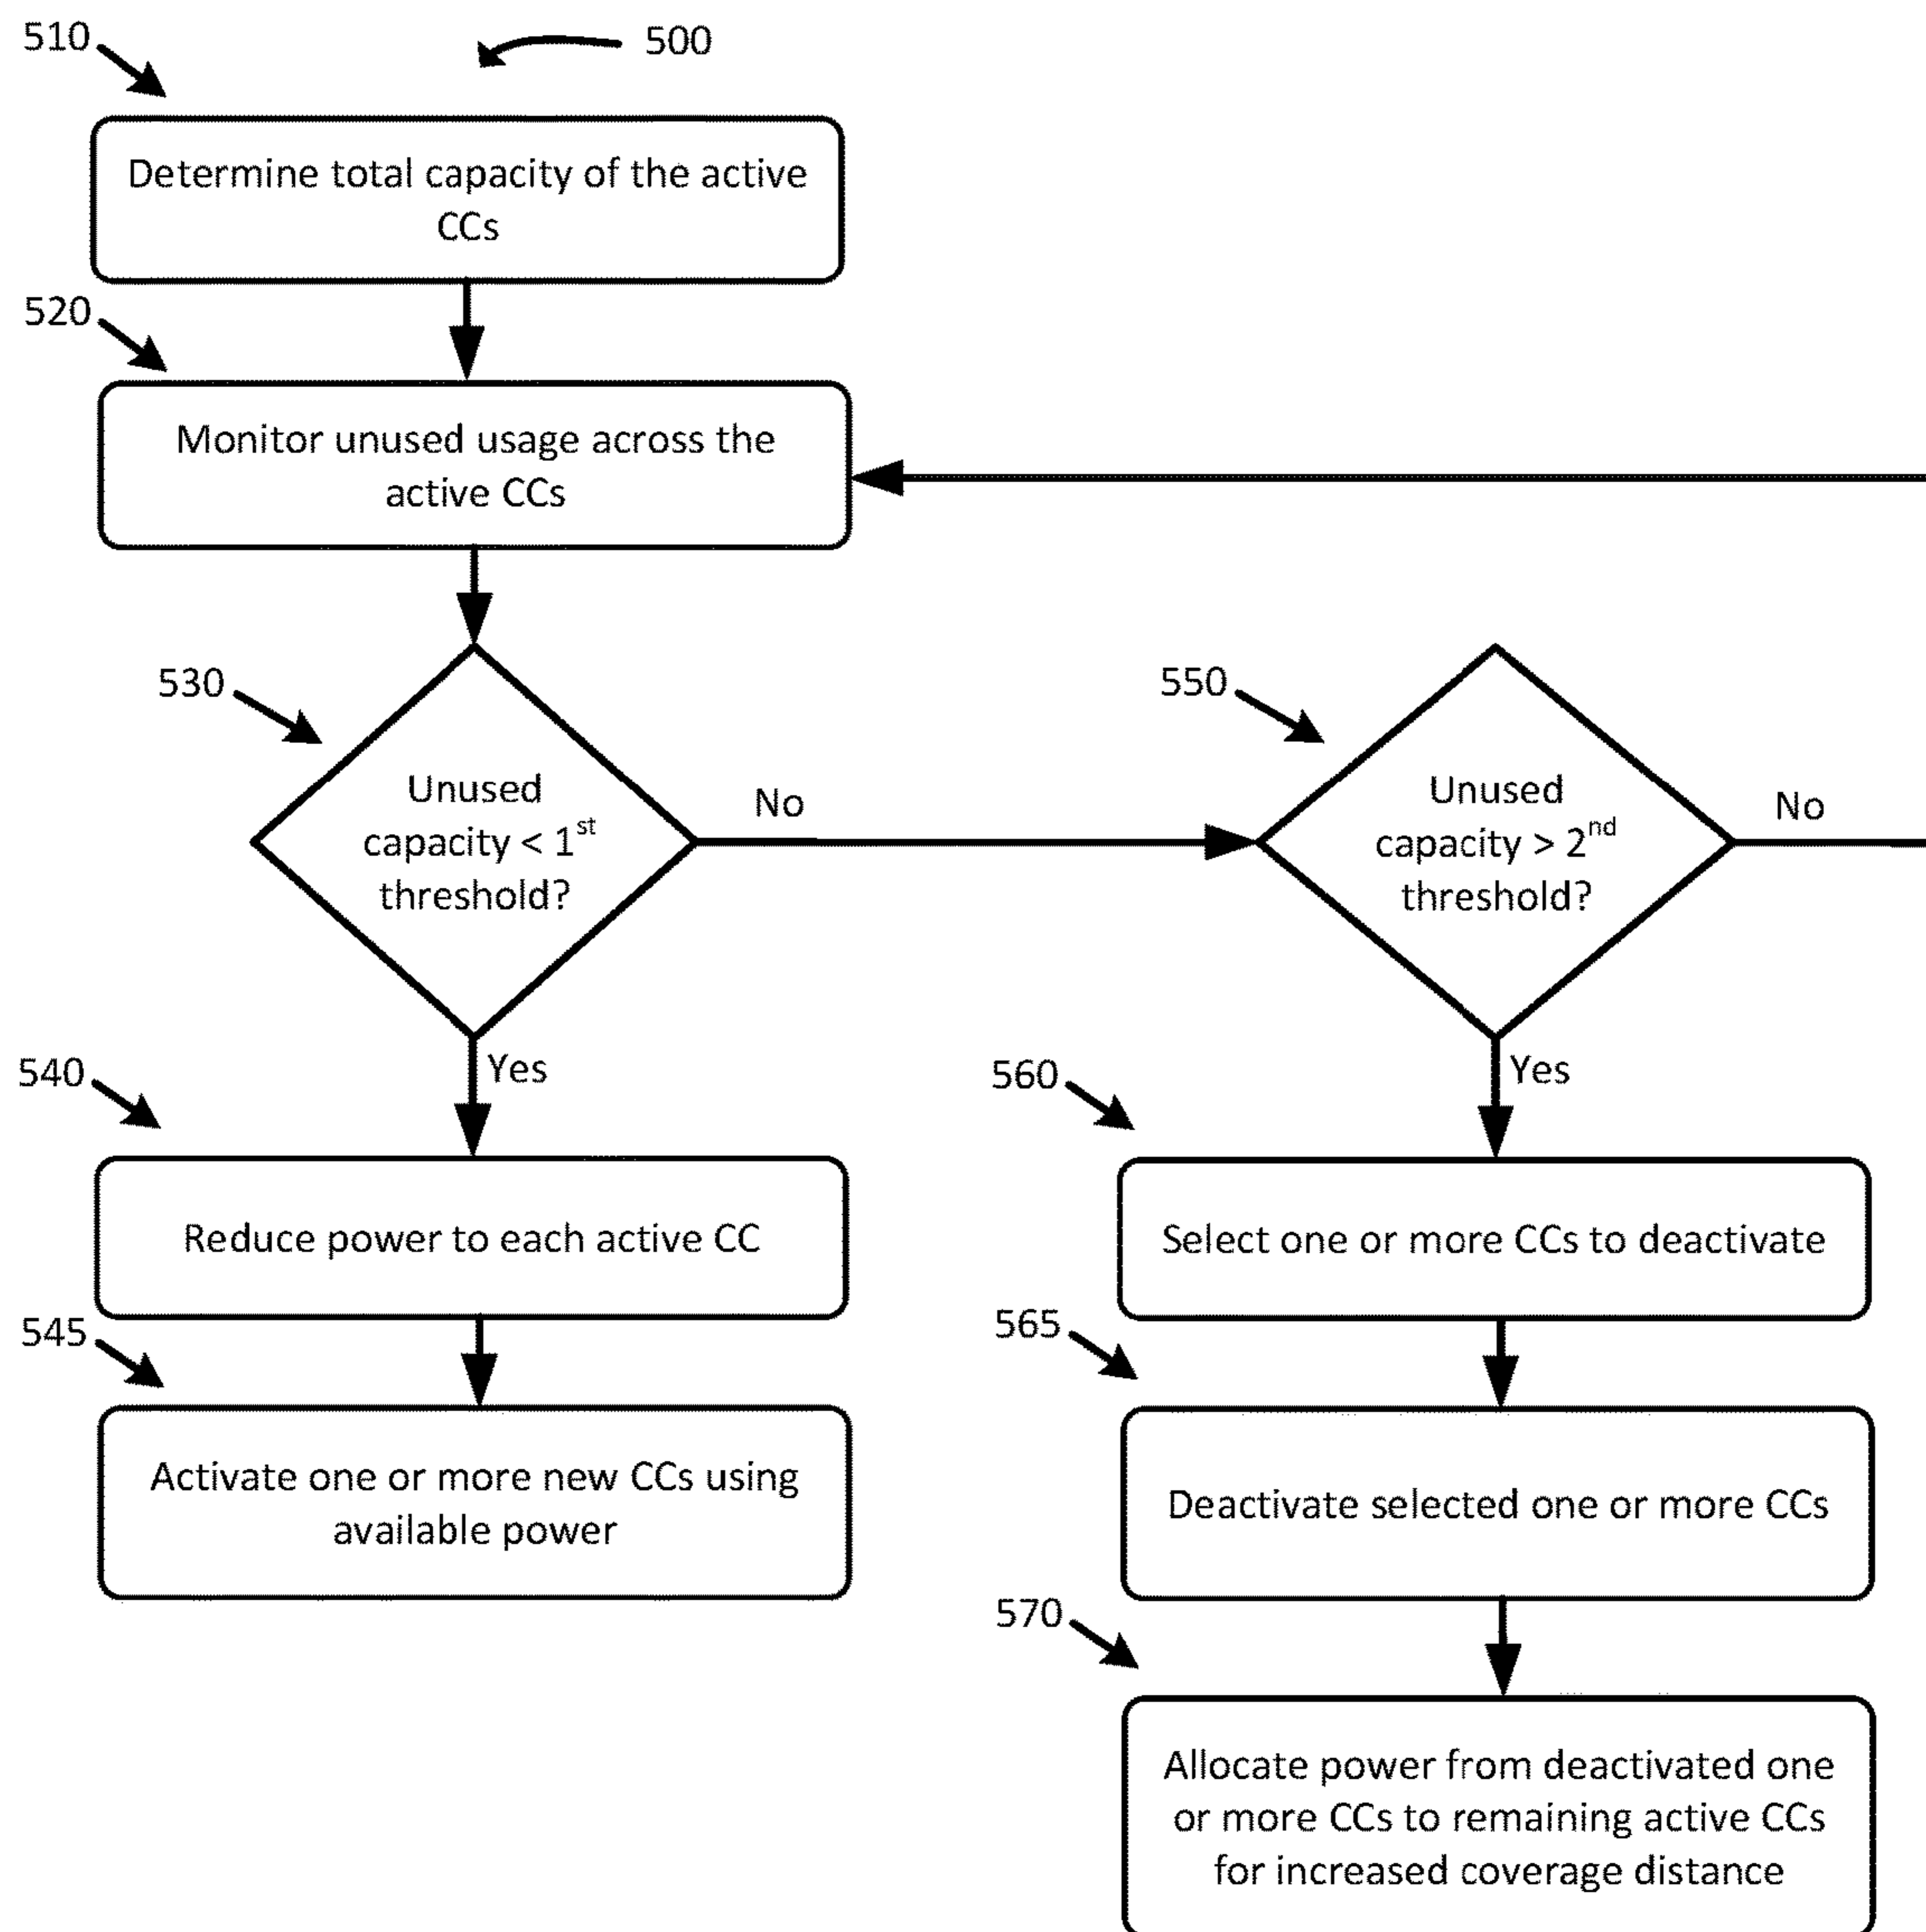 510
500
Determine total capacity of the active
CCs
520
Monitor unused usage across the
active CCs
530
Unused
capacity < 1st
threshold?
No
550
Unused
capacity > 2nd
threshold?
No
Yes
540
Reduce power to each active CC
545
Activate one or more new CCs using
available power
Yes
560
Select one or more CCs to deactivate
565
Deactivate selected one or more CCs
570
Allocate power from deactivated one
or more CCs to remaining active CCs
for increased coverage distance